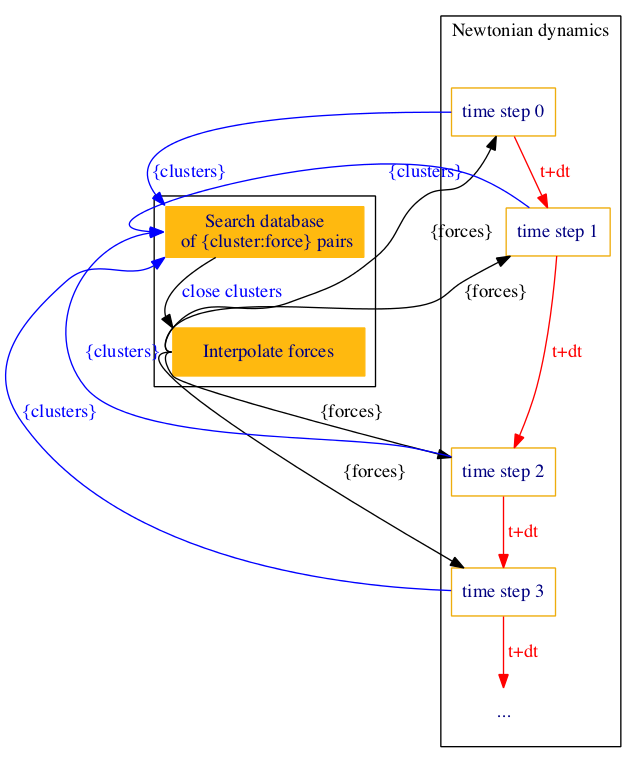 Newtonian dynamics
time step 0
{clusters}
{clusters}
t+dt
Search database
of {cluster:force} pairs
{forces}
time step 1
close clusters
{forces}
{clusters}
Interpolate forces
t+dt
{clusters}
{forces}
{forces}
time step 2
t+dt
time step 3
t+dt
...